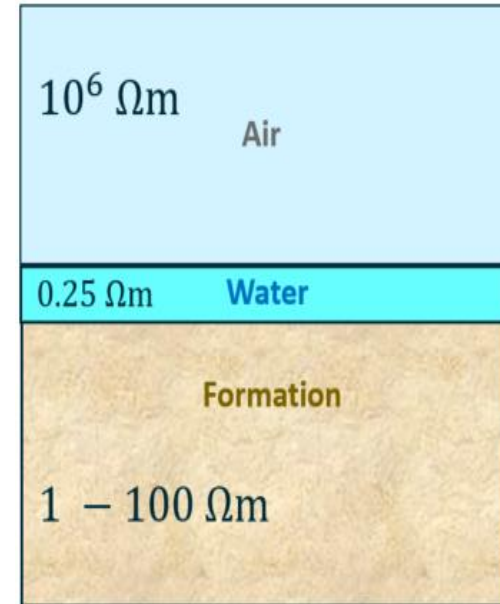 10⁶ Ωm
Air
0.25 Ωm Water
Formation
1 – 100 Ωm